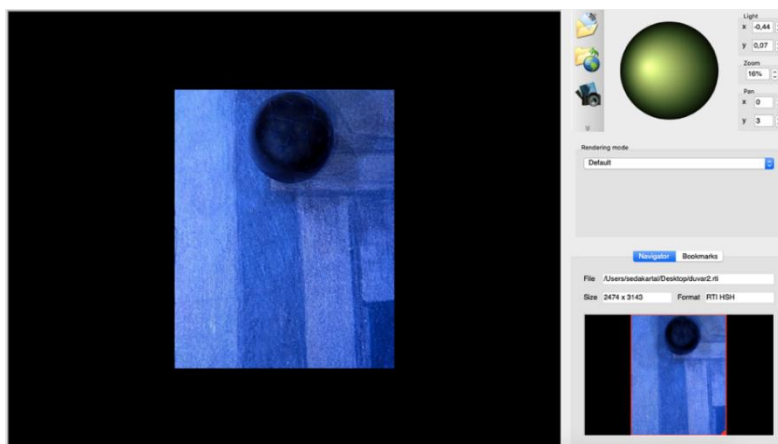 Light
x -0,44
y 0,07
Zoom
16%
Pan
x 0
y 3
Rendering mode
Default
Navigator Bookmarks
File /Users/sedakartal/Desktop/duvar2.rti
Size 2474 x 3143 Format RTI HSH